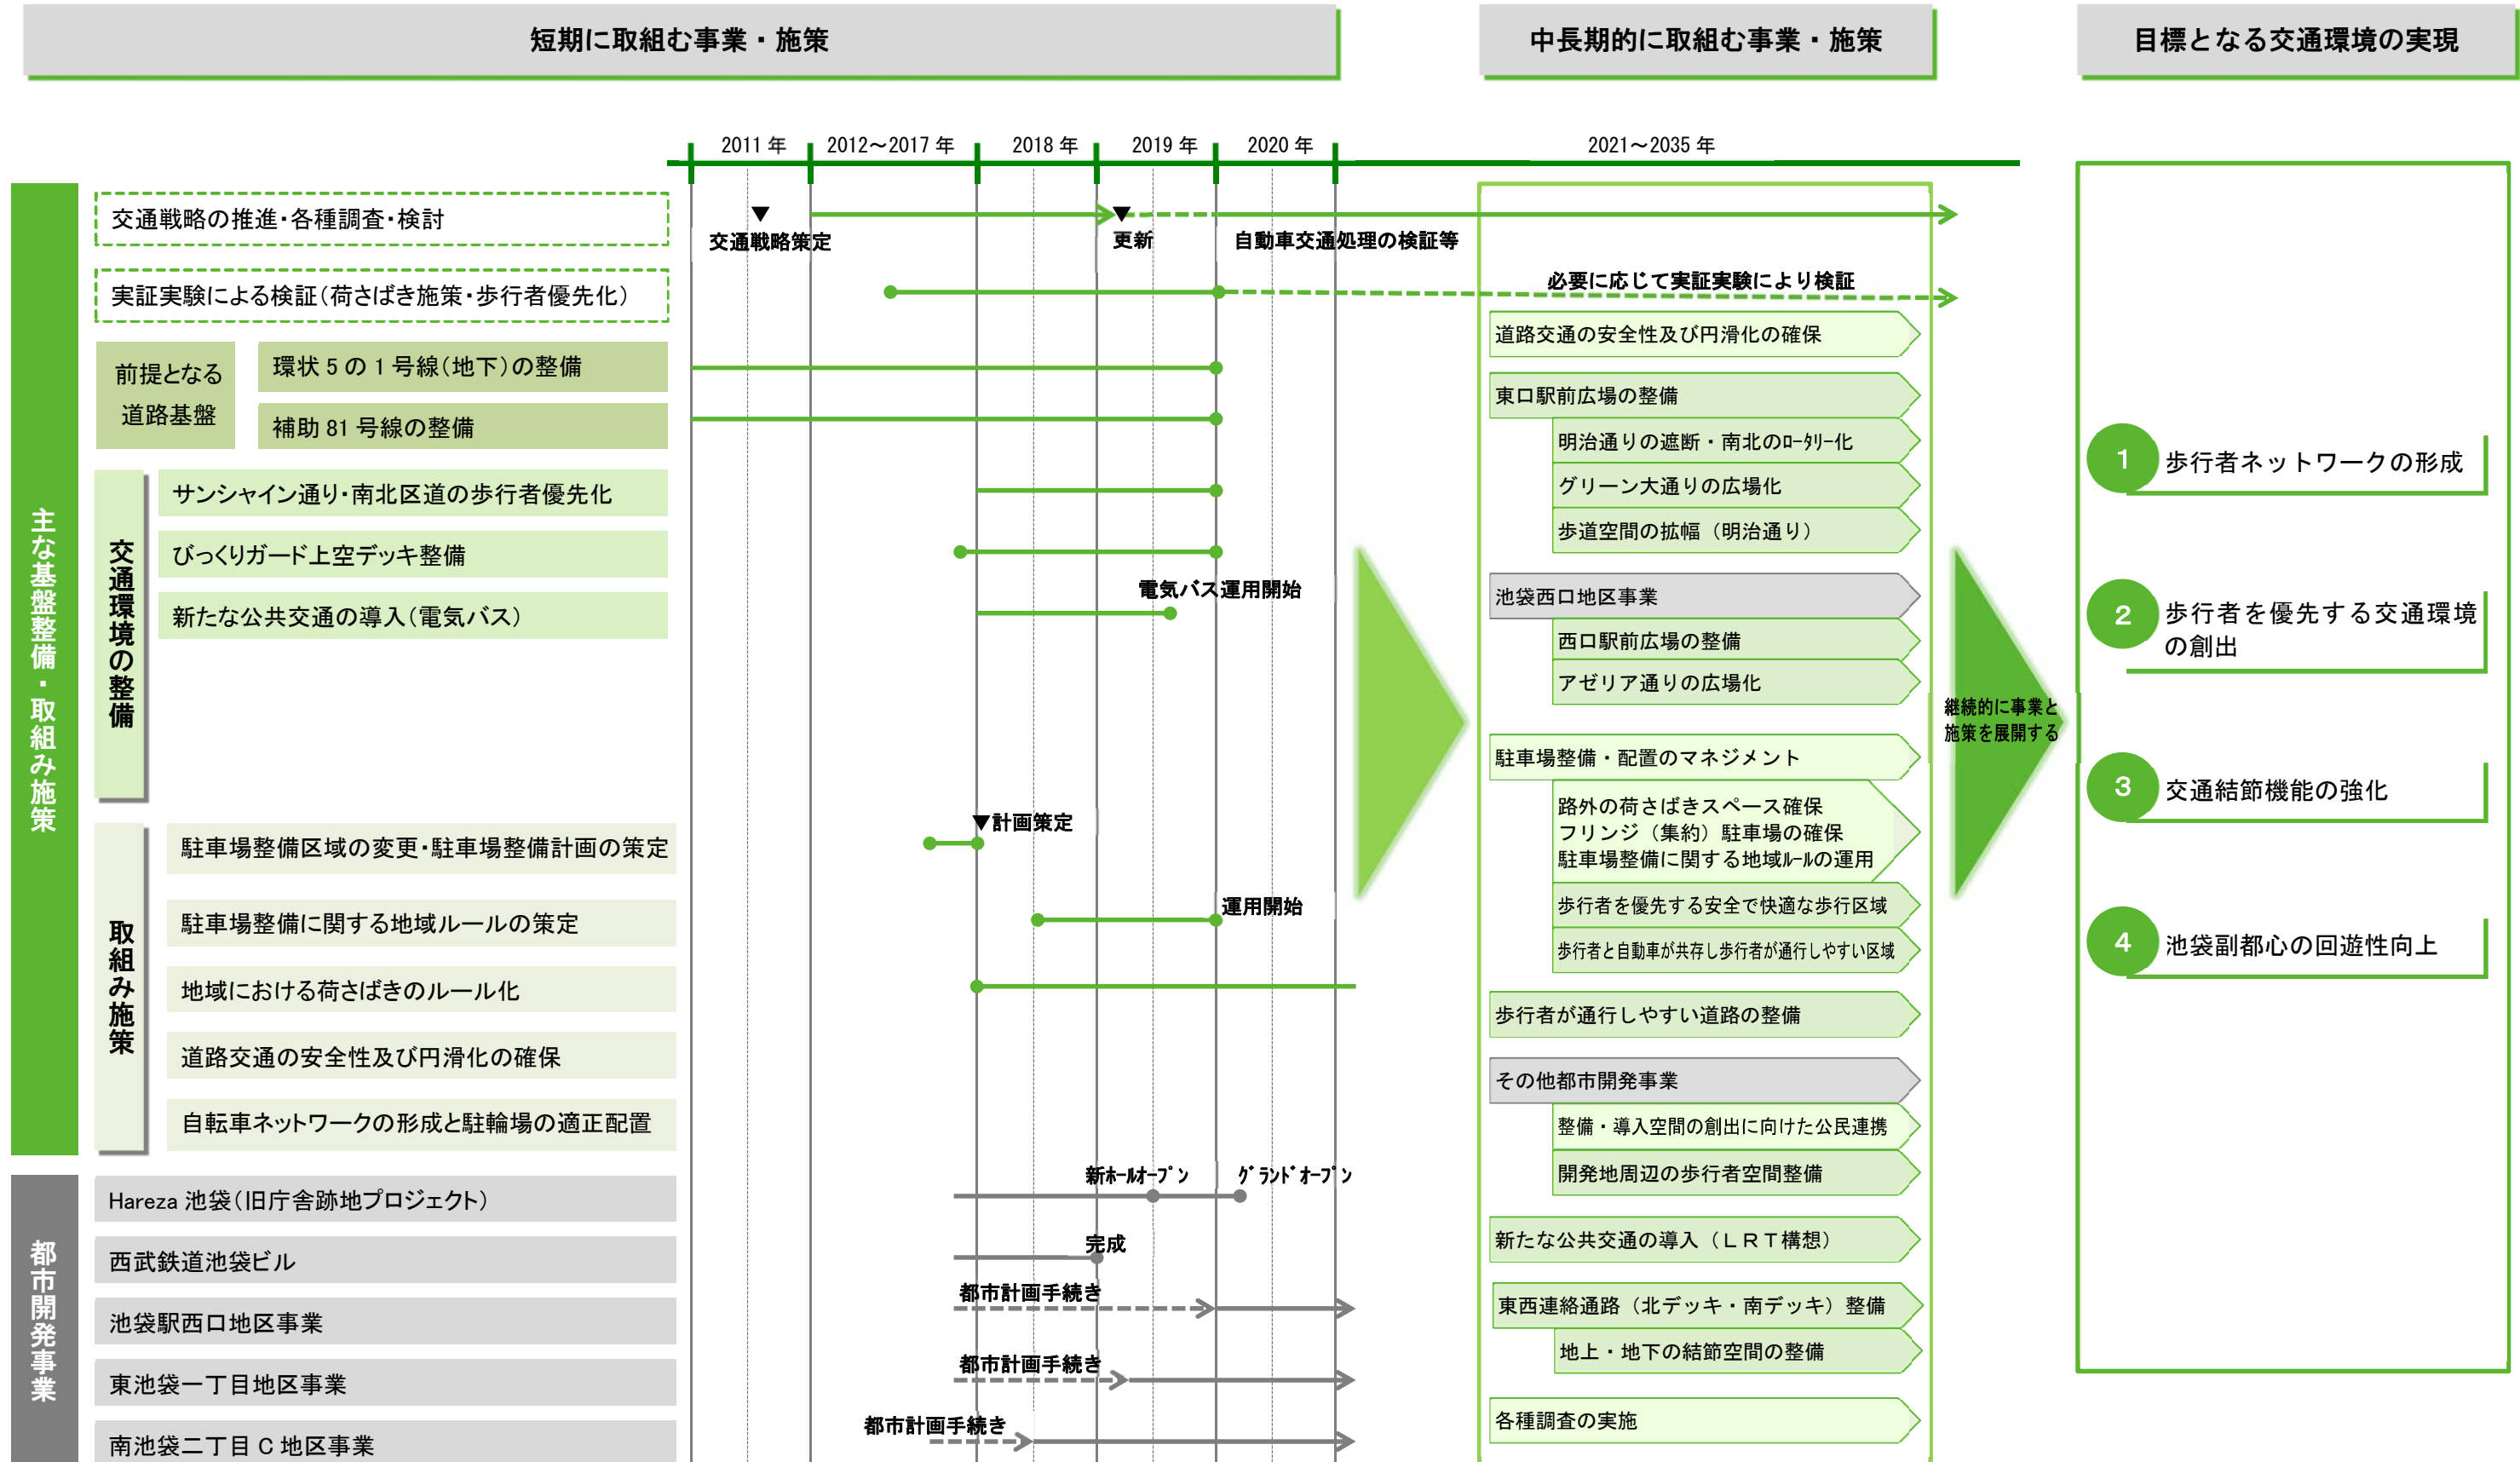 短期に取組む事業・施策
中長期的に取組む事業・施策
目標となる交通環境の実現
2011 年
2012～2017 年
2018 年
2019 年
2020 年
2021～2035 年
主な基盤整備・取組み施策
交通戦略の推進・各種調査・検討
▼
交通戦略策定
▼
更新
自動車交通処理の検証等
実証実験による検証（荷さばき施策・歩行者優先化）
必要に応じて実証実験により検証
前提となる
道路基盤
環状 5 の 1 号線（地下）の整備
補助 81 号線の整備
交通環境の整備
サンシャイン通り・南北区道の歩行者優先化
びっくりガード上空デッキ整備
新たな公共交通の導入（電気バス）
電気バス運用開始
取組み施策
駐車場整備区域の変更・駐車場整備計画の策定
▼計画策定
駐車場整備に関する地域ルールの策定
運用開始
地域における荷さばきのルール化
道路交通の安全性及び円滑化の確保
自転車ネットワークの形成と駐輪場の適正配置
都市開発事業
Hareza 池袋（旧庁舎跡地プロジェクト）
新ﾎｰﾙｵｰﾌﾟﾝ
ｸﾞﾗﾝﾄﾞｵｰﾌﾟﾝ
西武鉄道池袋ビル
完成
池袋駅西口地区事業
都市計画手続き
東池袋一丁目地区事業
都市計画手続き
南池袋二丁目 C 地区事業
都市計画手続き
道路交通の安全性及び円滑化の確保
東口駅前広場の整備
明治通りの遮断・南北のﾛｰﾀﾘｰ化
グリーン大通りの広場化
歩道空間の拡幅（明治通り）
池袋西口地区事業
西口駅前広場の整備
アゼリア通りの広場化
駐車場整備・配置のマネジメント
路外の荷さばきスペース確保
フリンジ（集約）駐車場の確保
駐車場整備に関する地域ﾙｰﾙの運用
歩行者を優先する安全で快適な歩行区域
歩行者と自動車が共存し歩行者が通行しやすい区域
歩行者が通行しやすい道路の整備
その他都市開発事業
整備・導入空間の創出に向けた公民連携
開発地周辺の歩行者空間整備
新たな公共交通の導入（ＬＲＴ構想）
東西連絡通路（北デッキ・南デッキ）整備
地上・地下の結節空間の整備
各種調査の実施
継続的に事業と
施策を展開する
1 歩行者ネットワークの形成
2 歩行者を優先する交通環境
の創出
3 交通結節機能の強化
4 池袋副都心の回遊性向上